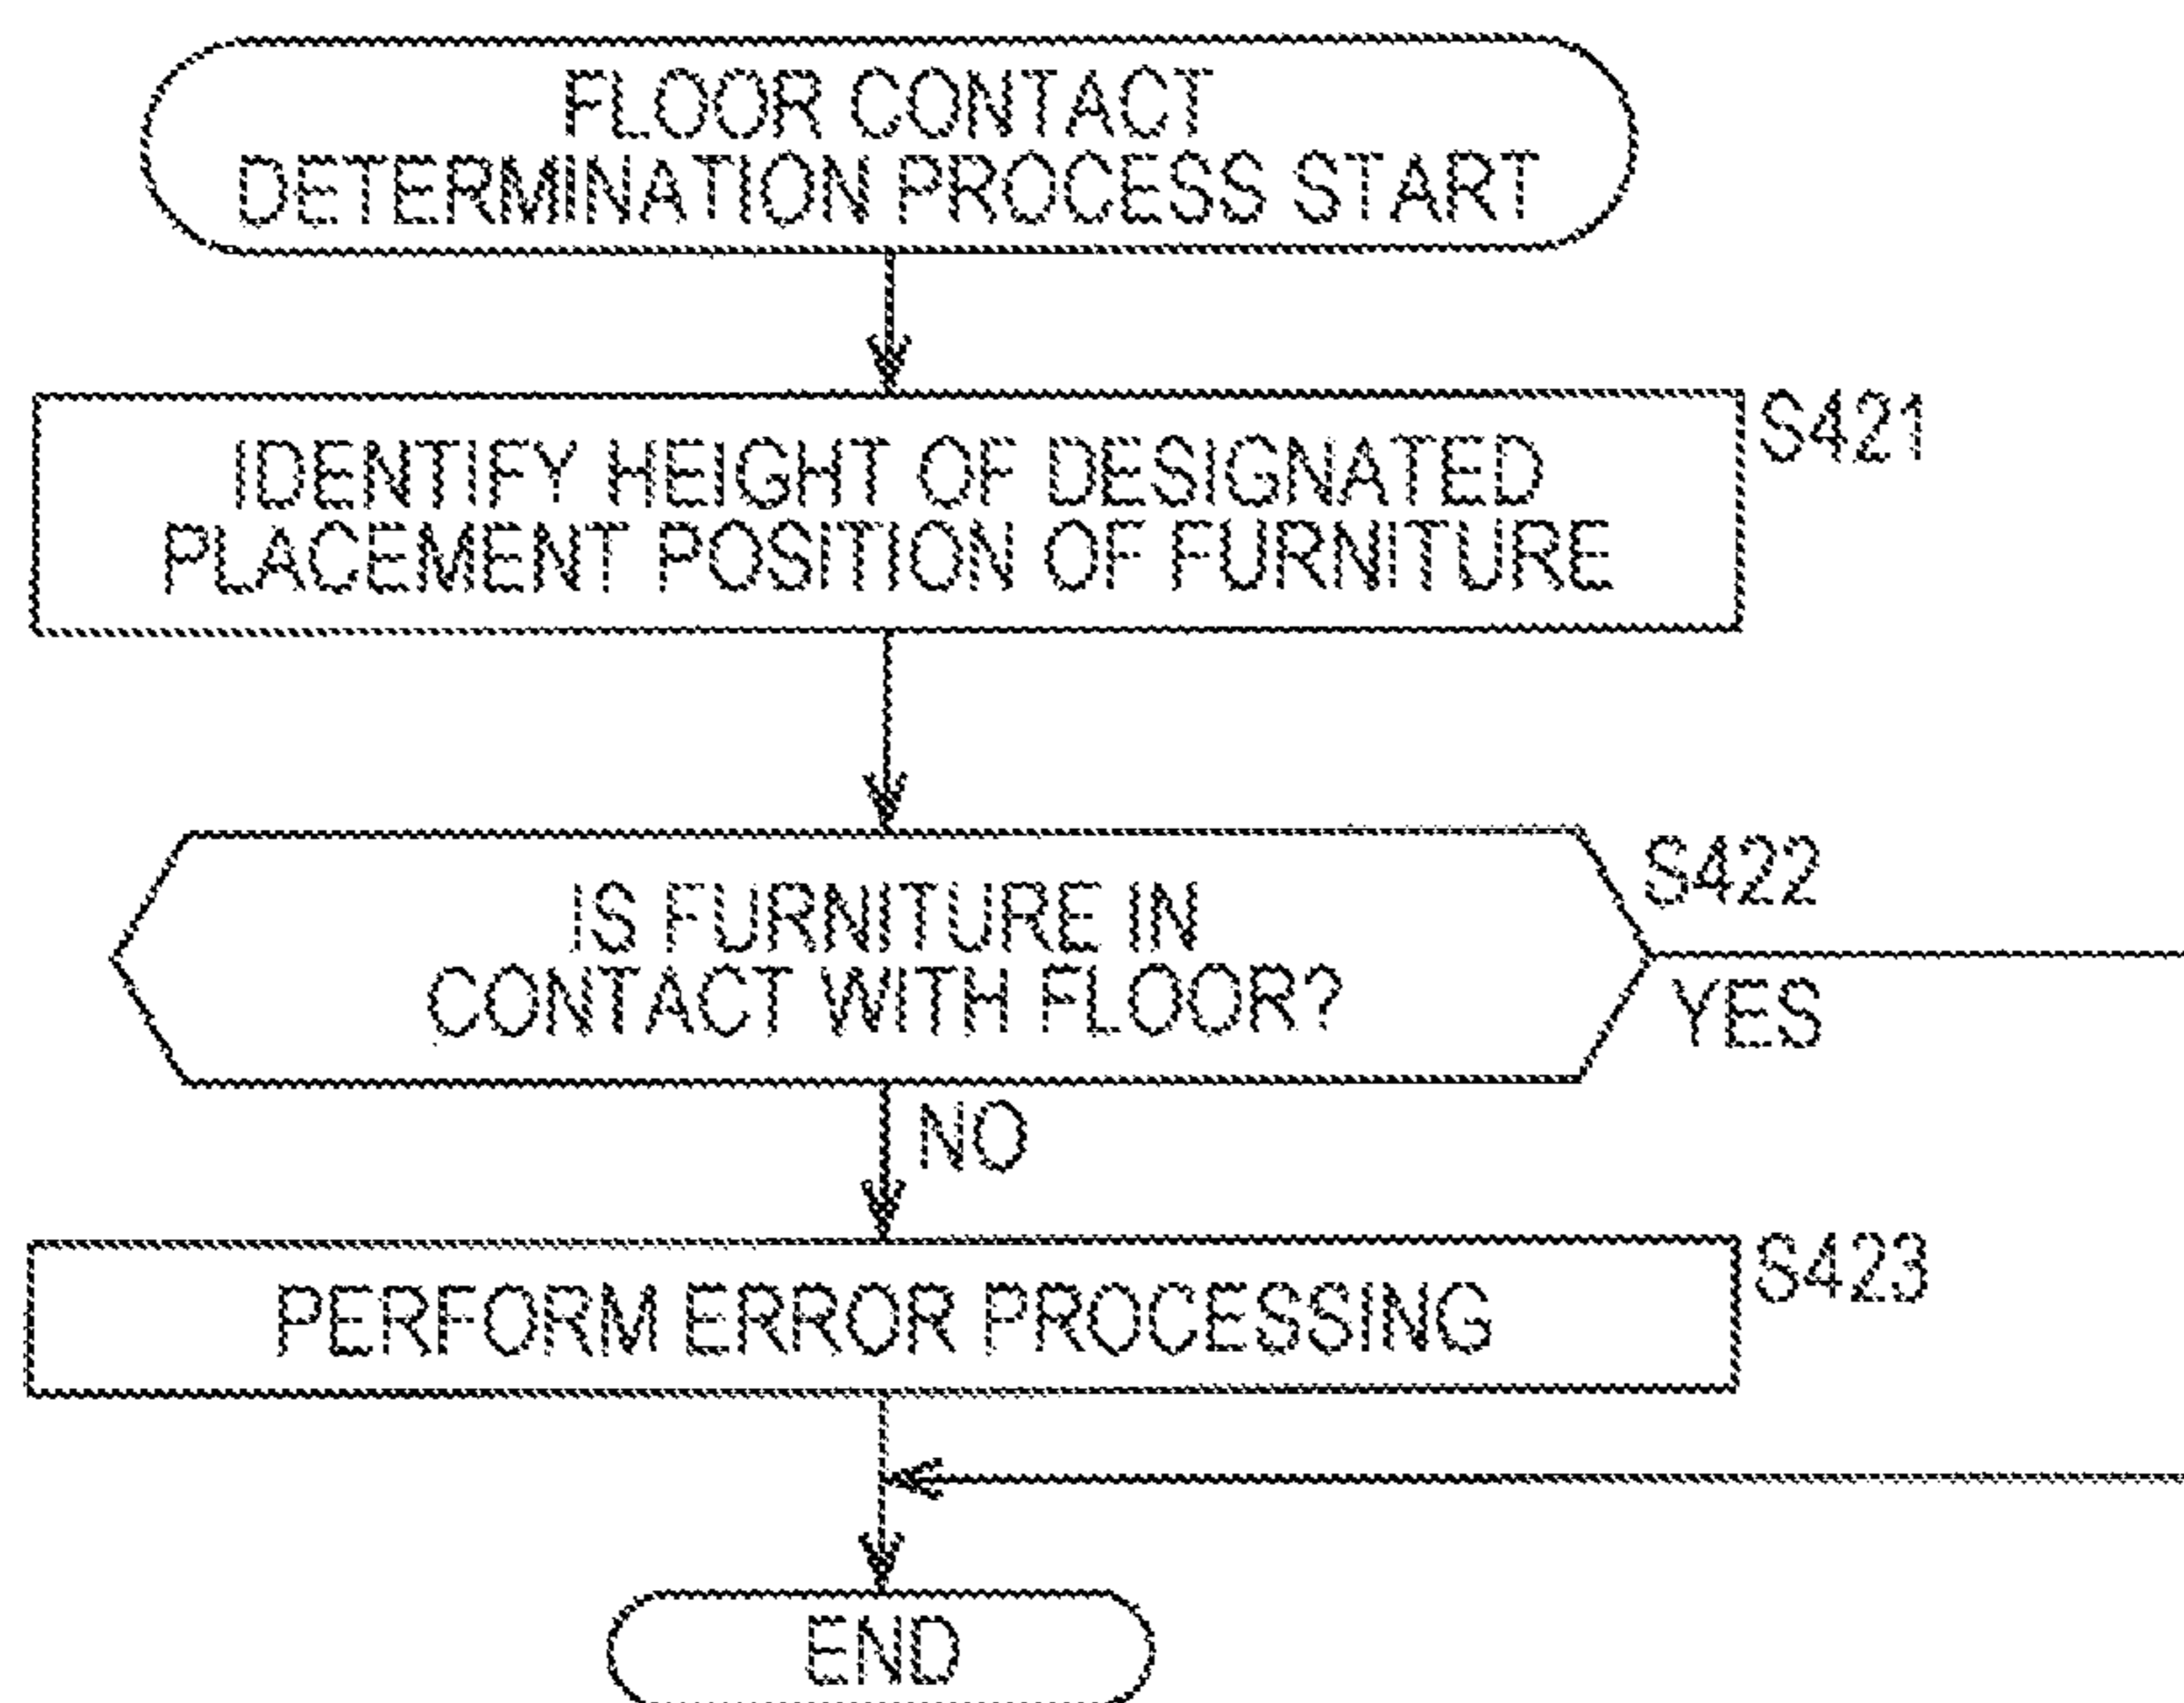 FLOOR CONTACT
DETERMINATION PROCESS START
IDENTIFY HEIGHT OF DESIGNATED
PLACEMENT POSITION OF FURNITURE
S421
IS FURNITURE IN
CONTACT WITH FLOOR?
S422
YES
NO
PERFORM ERROR PROCESSING
S423
END